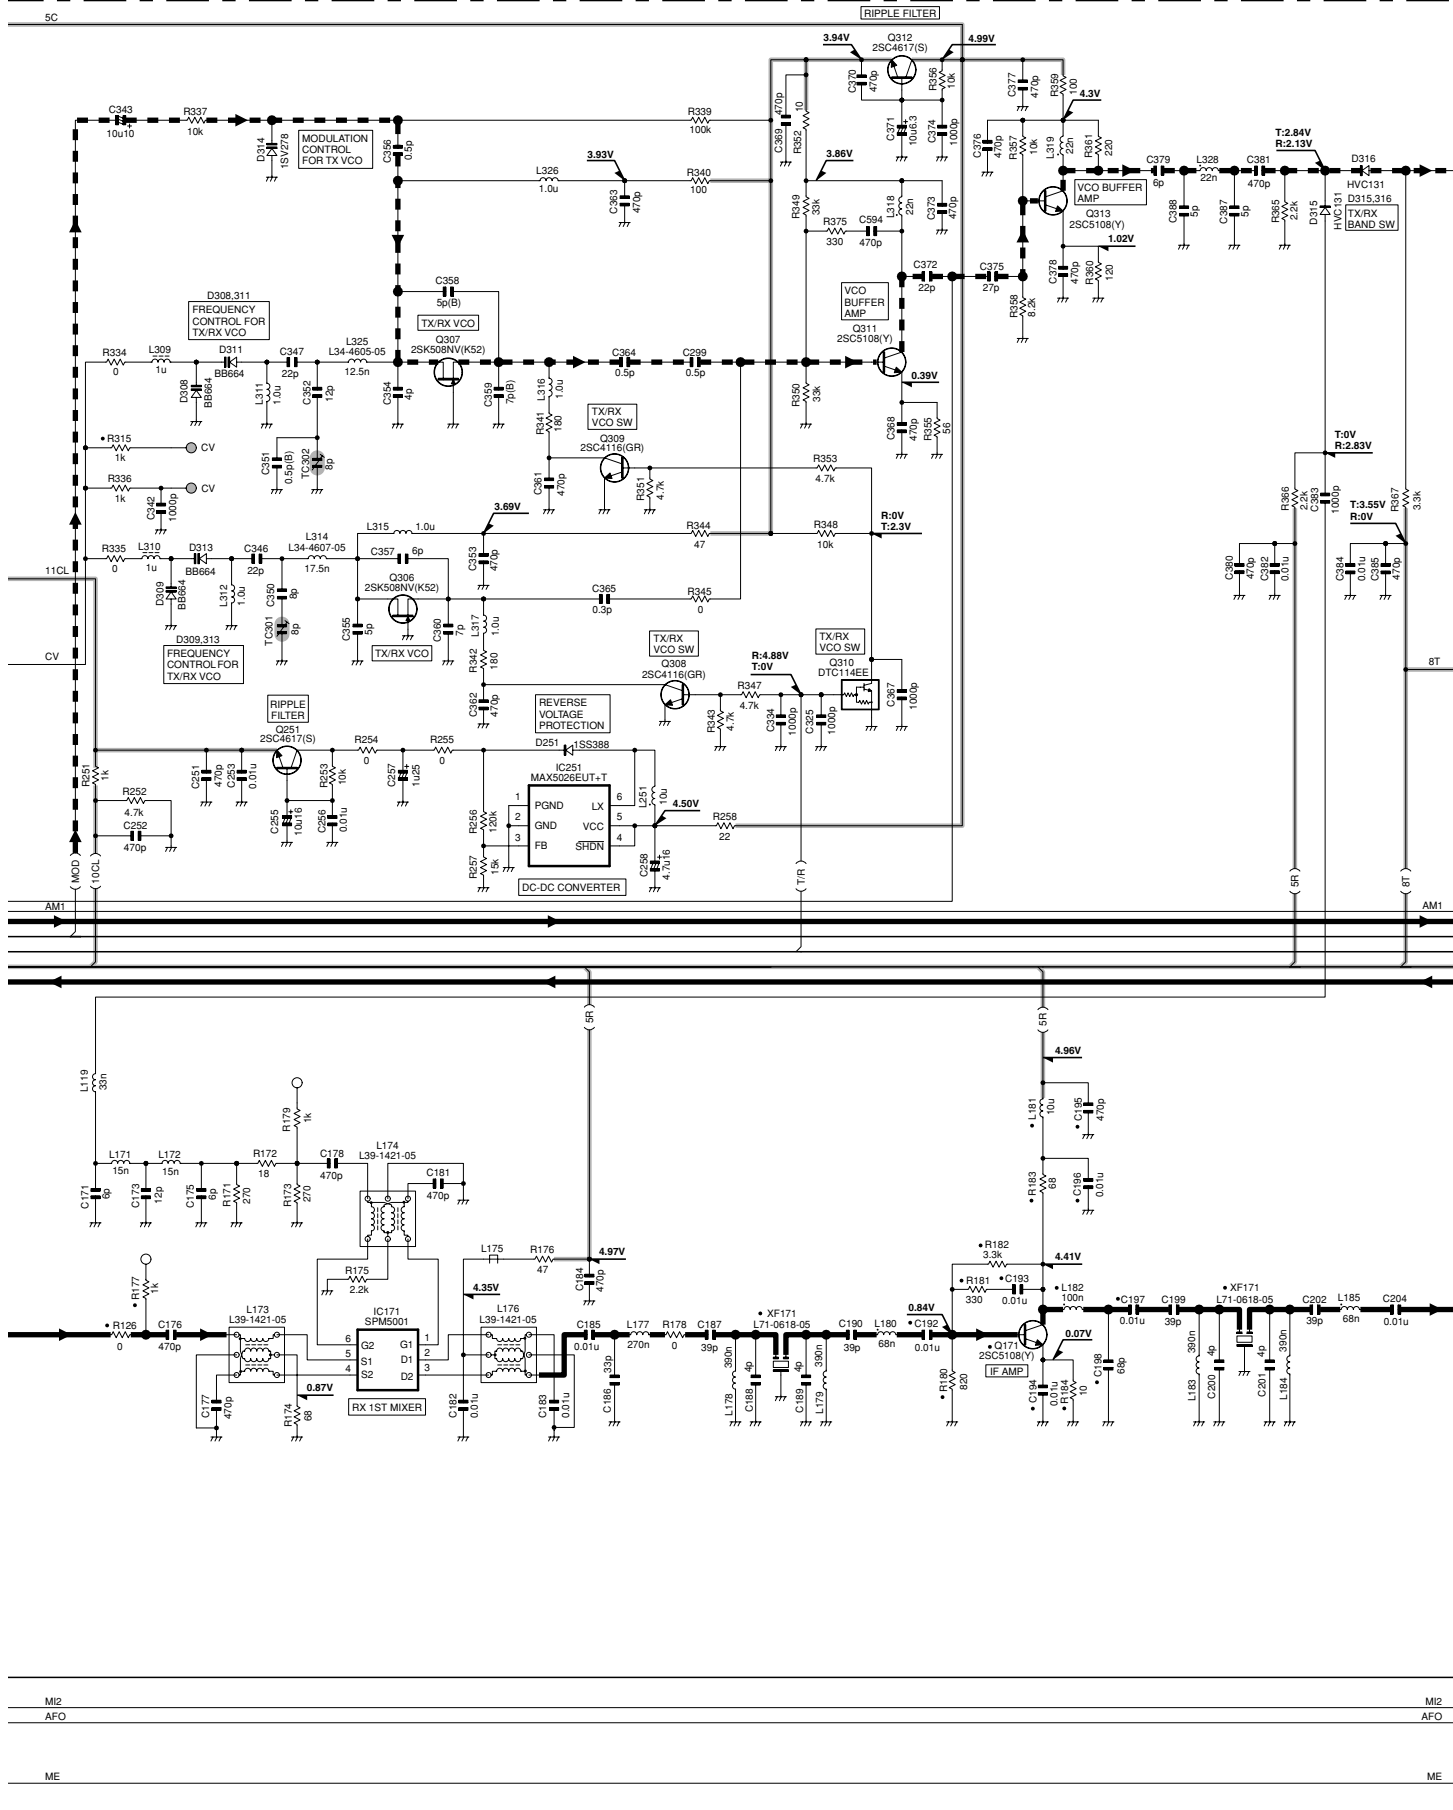 5C
RIPPLE FILTER
3.94V
Q312
2SC4617(S)
4.99V
C370
470p
R356
10k
C377
470p
R359
100
4.3V
C343
10u10
R337
10k
D314
1SV278
MODULATION
CONTROL
FOR TX VCO
C356
0.5p
R339
100k
C369
470p
R352
10
C371
10u6.3
C374
1000p
C376
470p
R357
10k
L319
22n
R361
220
T:2.84V
R:2.13V
3.93V
L326
1.0u
C363
470p
R340
100
3.86V
R349
33k
L318
22n
C373
470p
R375
330
C594
470p
VCO BUFFER
AMP
Q313
2SC5108(Y)
C379
6p
L328
22n
C381
470p
D316
HVC131
C388
5p
C387
5p
R365
2.2k
D315
HVC131
D315,316
TX/RX
BAND SW
1.02V
C378
470p
R360
120
C358
5p(B)
C372
22p
C375
27p
R358
8.2k
D308,311
FREQUENCY
CONTROL FOR
TX/RX VCO
TX/RX VCO
Q307
2SK508NV(K52)
VCO
BUFFER
AMP
Q311
2SC5108(Y)
R334
0
L309
1u
D311
BB664
C347
22p
L325
L34-4605-05
12.5n
C364
0.5p
C299
0.5p
0.39V
D308
BB664
L311
1.0u
C352
12p
C354
4p
C359
7p(B)
L316
1.0u
R350
33k
R341
180
TX/RX
VCO SW
Q309
2SC4116(GR)
C368
470p
R355
56
R315
1k
CV
C351
0.5p(B)
TC302
8p
T:0V
R:2.83V
R336
1k
CV
C342
1000p
C361
470p
R351
4.7k
R353
4.7k
R366
2.2k
C383
1000p
R367
3.3k
3.69V
L315
1.0u
R344
47
R348
10k
R:0V
T:2.3V
T:3.55V
R:0V
R335
0
L310
1u
D313
BB664
C346
22p
L314
L34-4607-05
17.5n
C357
6p
C353
470p
11CL
C380
470p
C382
0.01u
C384
0.01u
C385
470p
D309
BB664
L312
1.0u
C350
8p
Q306
2SK508NV(K52)
C365
0.3p
R345
0
TC301
8p
C355
5p
C360
7p
L317
1.0u
D309,313
FREQUENCY
CONTROL FOR
TX/RX VCO
TX/RX VCO
R342
180
TX/RX
VCO SW
Q308
2SC4116(GR)
R:4.88V
T:0V
TX/RX
VCO SW
Q310
DTC114EE
CV
8T
C362
470p
R343
4.7k
R347
4.7k
C334
1000p
C325
1000p
C367
1000p
RIPPLE
FILTER
Q251
2SC4617(S)
REVERSE
VOLTAGE
PROTECTION
R254
0
R255
0
D251
1SS388
R251
1k
C251
470p
C253
0.01u
R253
10k
C257
1u25
IC251
MAX5026EUT+T
R252
4.7k
C252
470p
C255
10u16
C256
0.01u
R256
120k
R257
15k
1 PGND LX 6
2 GND VCC 5
3 FB SHDN 4
L251
10u
4.50V
R258
22
C258
4.7u16
DC-DC CONVERTER
MOD
10CL
T/R
5R
8T
AM1
AM1
5R
5R
4.96V
L119
33n
R179
1k
L181
10u
C195
470p
L171
15n
L172
15n
R172
18
C178
470p
L174
L39-1421-05
C181
470p
C171
6p
C173
12p
C175
6p
R171
270
R173
270
R183
68
C196
0.01u
L175
R176
47
4.97V
R182
3.3k
4.41V
R177
1k
R175
2.2k
4.35V
C184
470p
R181
330
C193
0.01u
L182
100n
R126
0
C176
470p
L173
L39-1421-05
IC171
SPM5001
6 G2 G1 1
5 S1 D1 2
4 S2 D2 3
L176
L39-1421-05
C185
0.01u
L177
270n
R178
0
C187
39p
XF171
L71-0618-05
C190
39p
L180
68n
C192
0.01u
0.84V
C197
0.01u
C199
39p
XF171
L71-0618-05
C202
39p
L185
68n
C204
0.01u
Q171
2SC5108(Y)
0.07V
IF AMP
C177
470p
0.87V
R174
68
RX 1ST MIXER
C182
0.01u
C183
0.01u
C186
33p
L178
390n
C188
4p
C189
4p
L179
390n
R180
820
C194
0.01u
R184
10
C198
68p
L183
390n
C200
4p
C201
4p
L184
390n
MI2
MI2
AFO
AFO
ME
ME